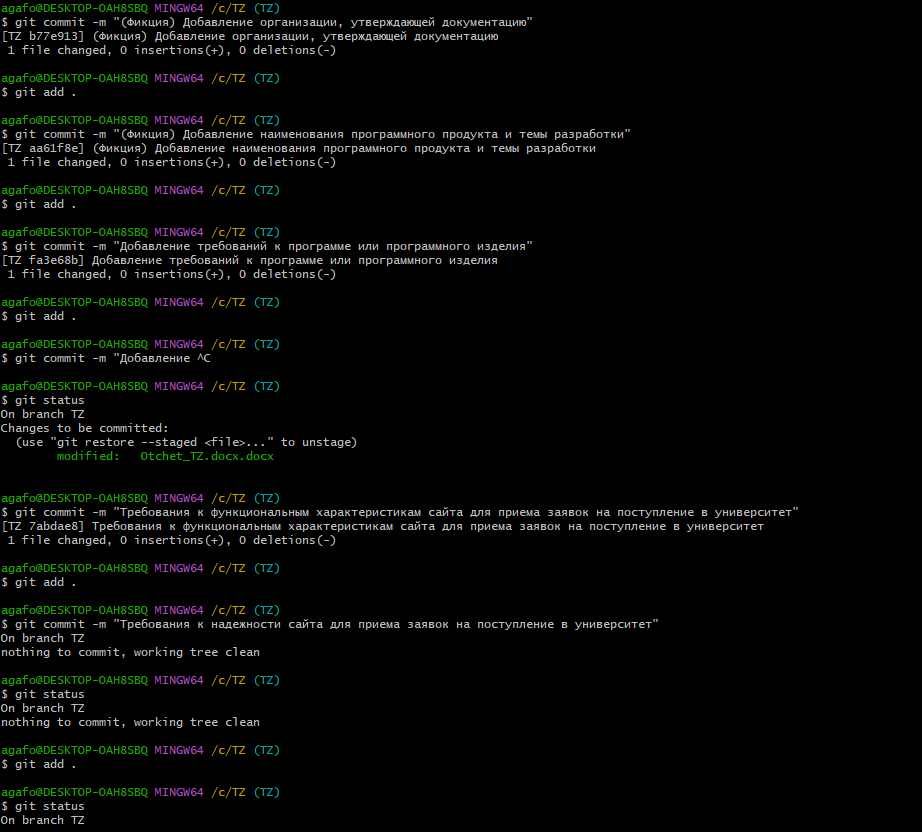 agafo@DESKTOP-OAH8SBQ MINGW64 /c/TZ (TZ)
$ git commit -m "(Фикция) Добавление организации, утверждающей документацию"
[TZ b77e913] (Фикция) Добавление организации, утверждающей документацию
 1 file changed, 0 insertions(+), 0 deletions(-)

agafo@DESKTOP-OAH8SBQ MINGW64 /c/TZ (TZ)
$ git add .

agafo@DESKTOP-OAH8SBQ MINGW64 /c/TZ (TZ)
$ git commit -m "(Фикция) Добавление наименования программного продукта и темы разработки"
[TZ aa61f8e] (Фикция) Добавление наименования программного продукта и темы разработки
 1 file changed, 0 insertions(+), 0 deletions(-)

agafo@DESKTOP-OAH8SBQ MINGW64 /c/TZ (TZ)
$ git add .

agafo@DESKTOP-OAH8SBQ MINGW64 /c/TZ (TZ)
$ git commit -m "Добавление требований к программе или программного изделия"
[TZ fa3e68b] Добавление требований к программе или программного изделия
 1 file changed, 0 insertions(+), 0 deletions(-)

agafo@DESKTOP-OAH8SBQ MINGW64 /c/TZ (TZ)
$ git add .

agafo@DESKTOP-OAH8SBQ MINGW64 /c/TZ (TZ)
$ git commit -m "Добавление ^C

agafo@DESKTOP-OAH8SBQ MINGW64 /c/TZ (TZ)
$ git status
On branch TZ
Changes to be committed:
  (use "git restore --staged <file>..." to unstage)
        modified:   Otchet_TZ.docx.docx

agafo@DESKTOP-OAH8SBQ MINGW64 /c/TZ (TZ)
$ git commit -m "Требования к функциональным характеристикам сайта для приема заявок на поступление в университет"
[TZ 7abdae8] Требования к функциональным характеристикам сайта для приема заявок на поступление в университет
 1 file changed, 0 insertions(+), 0 deletions(-)

agafo@DESKTOP-OAH8SBQ MINGW64 /c/TZ (TZ)
$ git add .

agafo@DESKTOP-OAH8SBQ MINGW64 /c/TZ (TZ)
$ git commit -m "Требования к надежности сайта для приема заявок на поступление в университет"
On branch TZ
nothing to commit, working tree clean

agafo@DESKTOP-OAH8SBQ MINGW64 /c/TZ (TZ)
$ git status
On branch TZ
nothing to commit, working tree clean

agafo@DESKTOP-OAH8SBQ MINGW64 /c/TZ (TZ)
$ git add .

agafo@DESKTOP-OAH8SBQ MINGW64 /c/TZ (TZ)
$ git status
On branch TZ